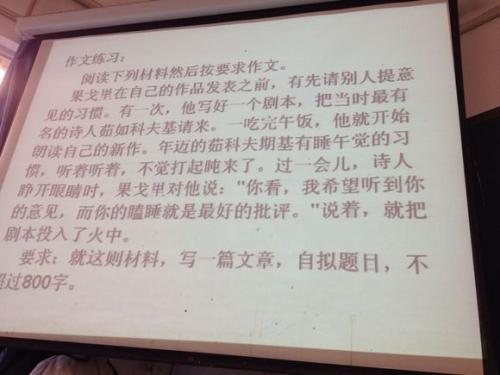 作文练习：
阅读下列材料然后按要求作文。
果戈里在自己的作品发表之前，有先请别人提意
见的习惯。有一次，他写好一个剧本，把当时最有
名的诗人茹如科夫基请来。一吃完午饭，他就开始
朗读自己的新作。年迈的茹科夫期基有睡午觉的习
惯，听着听着，不觉打起盹来了。过一会儿，诗人
睁开眼睛时，果戈里对他说："你看，我希望听到你
的意见，而你的瞌睡就是最好的批评。"说着，就把
剧本投入了火中。
要求：就这则材料，写一篇文章，自拟题目，不
超过800字。